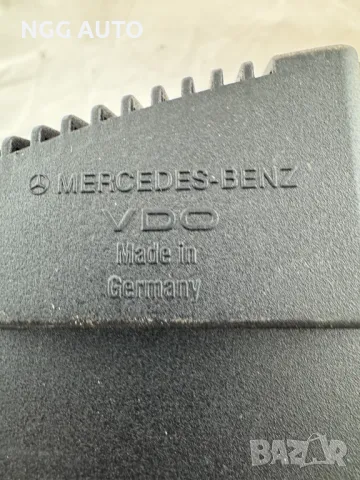 NGG AUTO
MERCEDES-BENZ
VDO
Made in
Germany
BAZAR